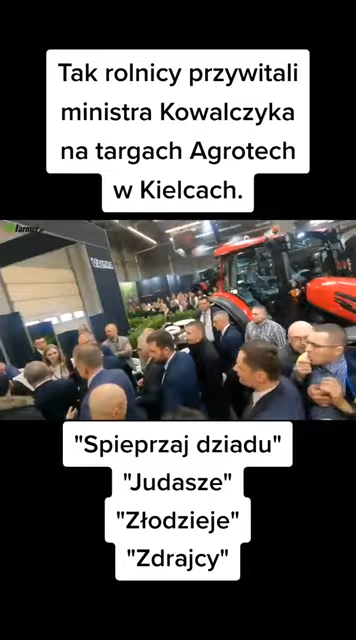 Tak rolnicy przywitali
ministra Kowalczyka
na targach Agrotech
w Kielcach.
"Spieprzaj dziadu"
"Judasze"
"Złodzieje"
"Zdrajcy"